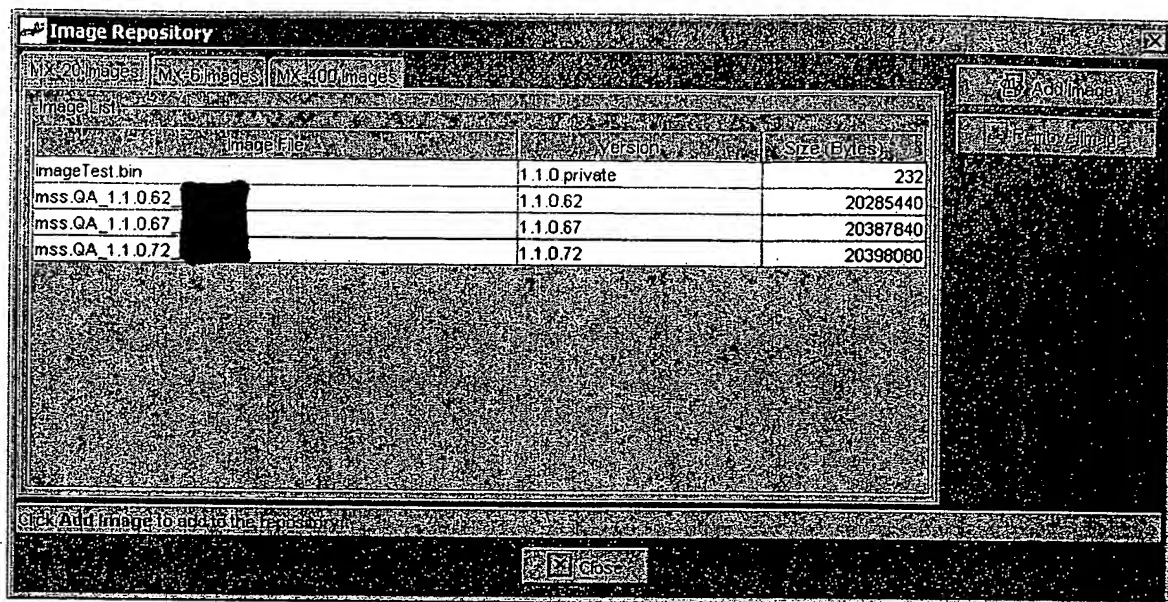 Image Repository
MX-20 Images MX-6 Images MX-400 Images
Add Image
Image List
Remove Image
Image File Version Size (Bytes)
imageTest.bin 1.1.0.private 232
mss.QA_1.1.0.62_ 1.1.0.62 20285440
mss.QA_1.1.0.67_ 1.1.0.67 20387840
mss.QA_1.1.0.72_ 1.1.0.72 20398080
Click Add Image to add to the repository.
Close